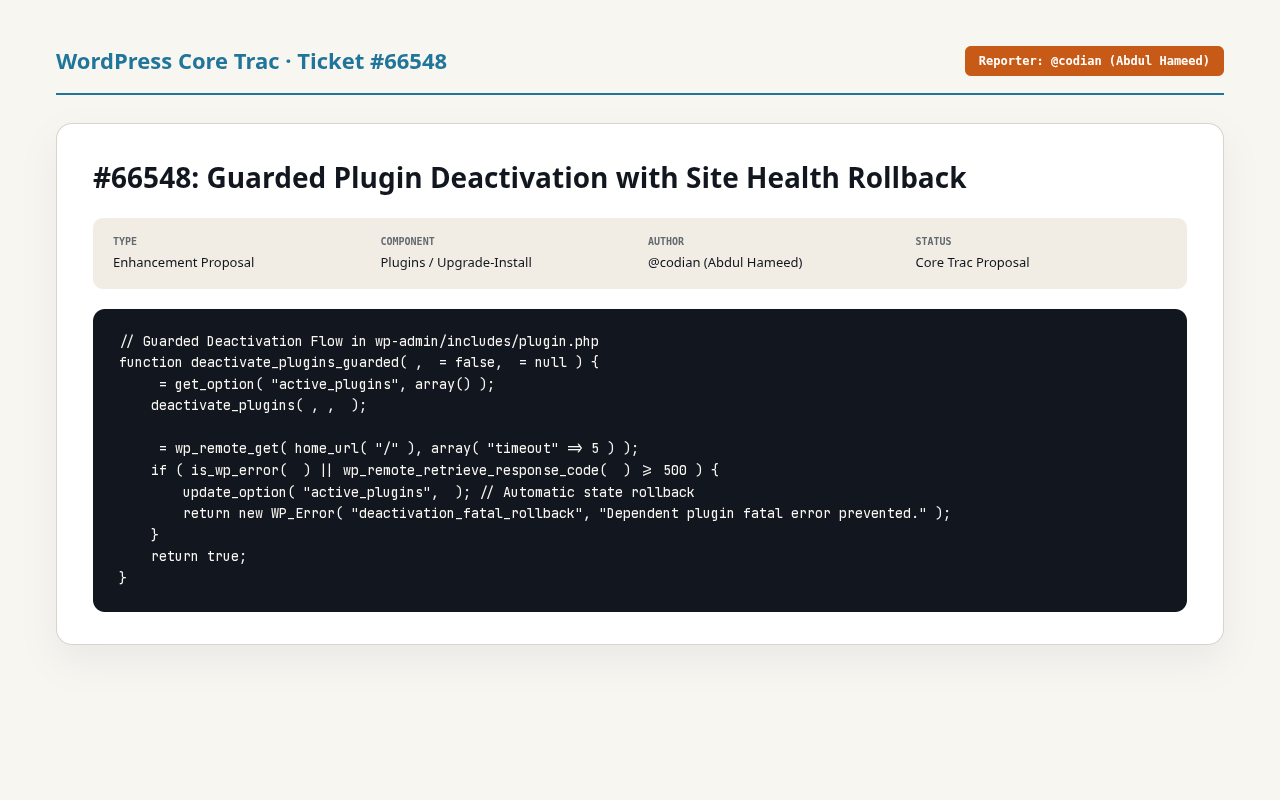 WordPress Core Trac · Ticket #66548
Reporter: @codian (Abdul Hameed)
#66548: Guarded Plugin Deactivation with Site Health Rollback
TYPE
Enhancement Proposal
COMPONENT
Plugins / Upgrade-Install
AUTHOR
@codian (Abdul Hameed)
STATUS
Core Trac Proposal
// Guarded Deactivation Flow in wp-admin/includes/plugin.php
function deactivate_plugins_guarded( ,  = false,  = null ) {
     = get_option( "active_plugins", array() );
    deactivate_plugins( , ,  );
     = wp_remote_get( home_url( "/" ), array( "timeout" => 5 ) );
    if ( is_wp_error(  ) || wp_remote_retrieve_response_code(  ) >= 500 ) {
        update_option( "active_plugins",  ); // Automatic state rollback
        return new WP_Error( "deactivation_fatal_rollback", "Dependent plugin fatal error prevented." );
    }
    return true;
}